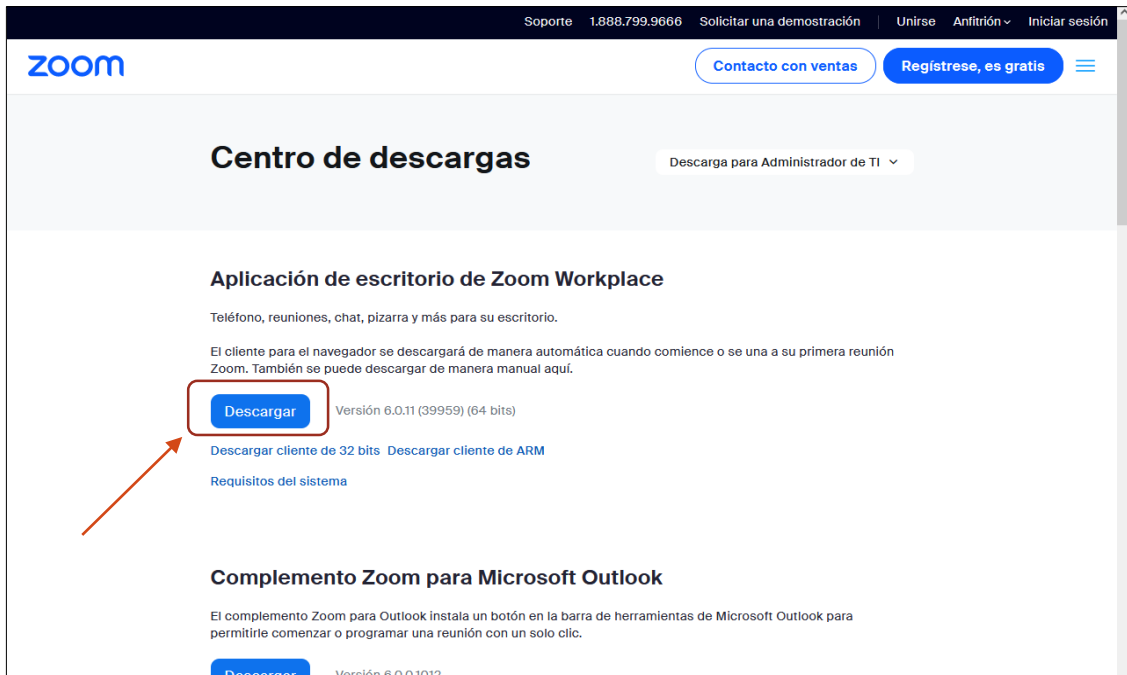 Soporte 1.888.799.9666 Solicitar una demostración Unirse Anfitrión Iniciar sesión
zoom Contacto con ventas Regístrese, es gratis
Centro de descargas
Descarga para Administrador de TI
Aplicación de escritorio de Zoom Workplace
Teléfono, reuniones, chat, pizarra y más para su escritorio.
El cliente para el navegador se descargará de manera automática cuando comience o se una a su primera reunión
Zoom. También se puede descargar de manera manual aquí.
Descargar Versión 6.0.11 (39959) (64 bits)
Descargar cliente de 32 bits Descargar cliente de ARM
Requisitos del sistema
Complemento Zoom para Microsoft Outlook
El complemento Zoom para Outlook instala un botón en la barra de herramientas de Microsoft Outlook para
permitirle comenzar o programar una reunión con un solo clic.
Descargar Versión 6.0.0.1012